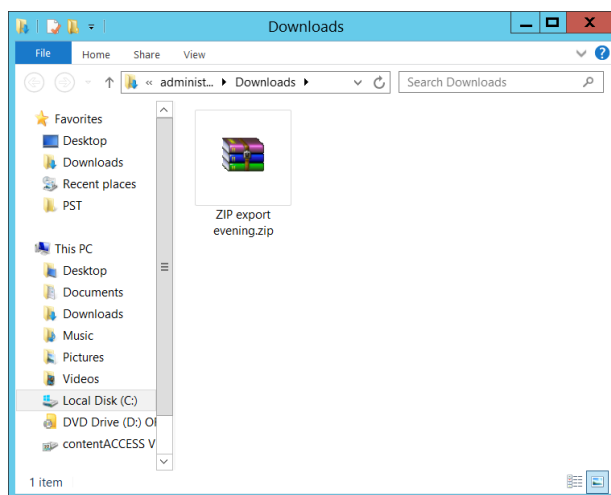 Downloads
X
File Home Share View
?
« administ... Downloads
Search Downloads
Favorites
Desktop
Downloads
Recent places
PST
This PC
Desktop
Documents
Downloads
Music
Pictures
Videos
Local Disk (C:)
DVD Drive (D:) Of
contentACCESS V
ZIP export
evening.zip
1 item